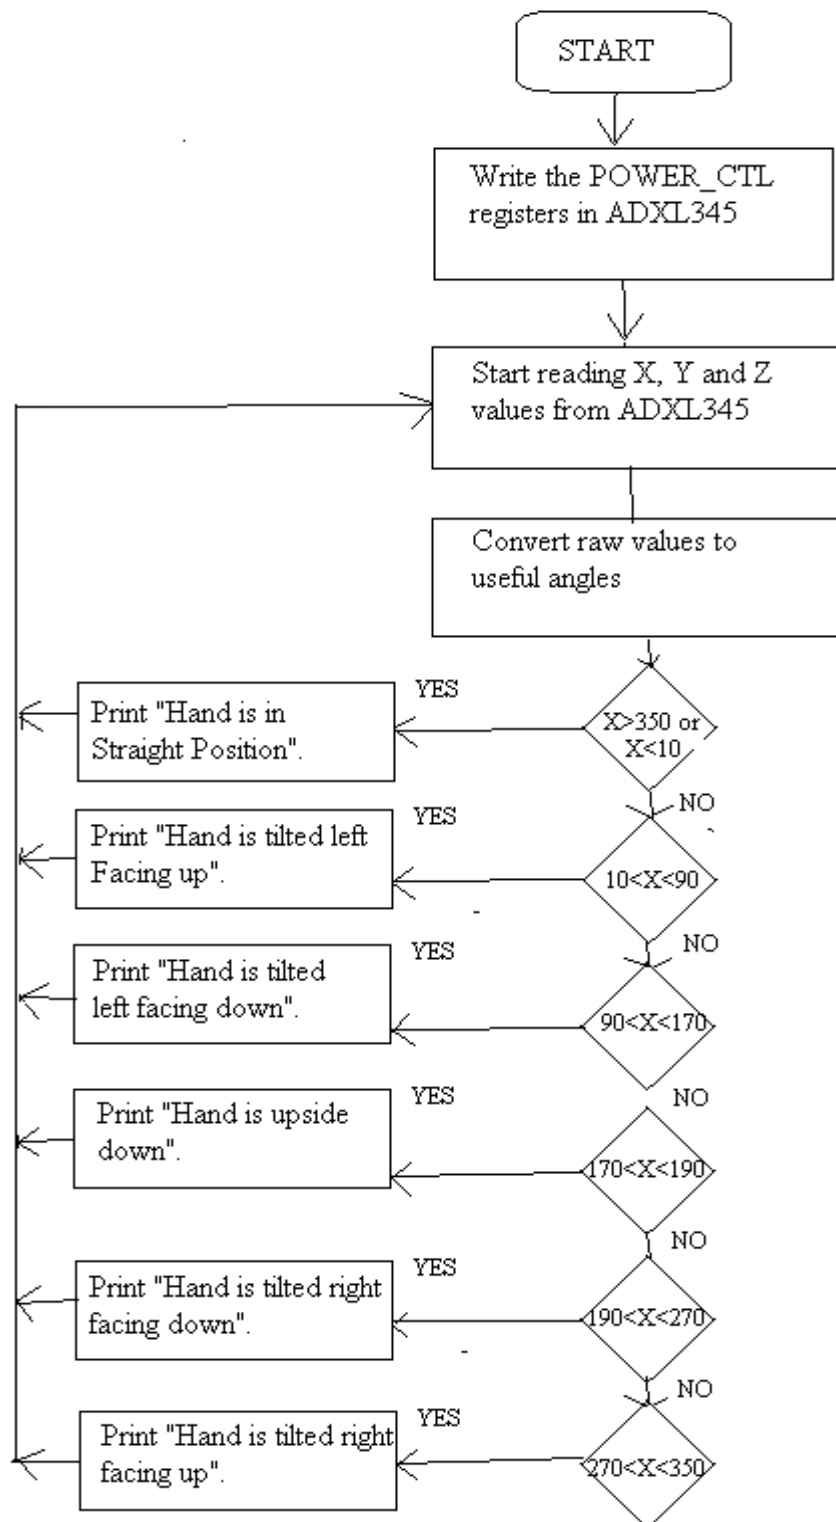 START
Write the POWER_CTL
registers in ADXL345
Start reading X, Y and Z
values from ADXL345
Convert raw values to
useful angles
X>350 or
X<10
YES
Print "Hand is in
Straight Position".
NO
10<X<90
YES
Print "Hand is tilted left
Facing up".
NO
90<X<170
YES
Print "Hand is tilted
left facing down".
NO
170<X<190
YES
Print "Hand is upside
down".
NO
190<X<270
YES
Print "Hand is tilted right
facing down".
NO
270<X<350
YES
Print "Hand is tilted right
facing up".